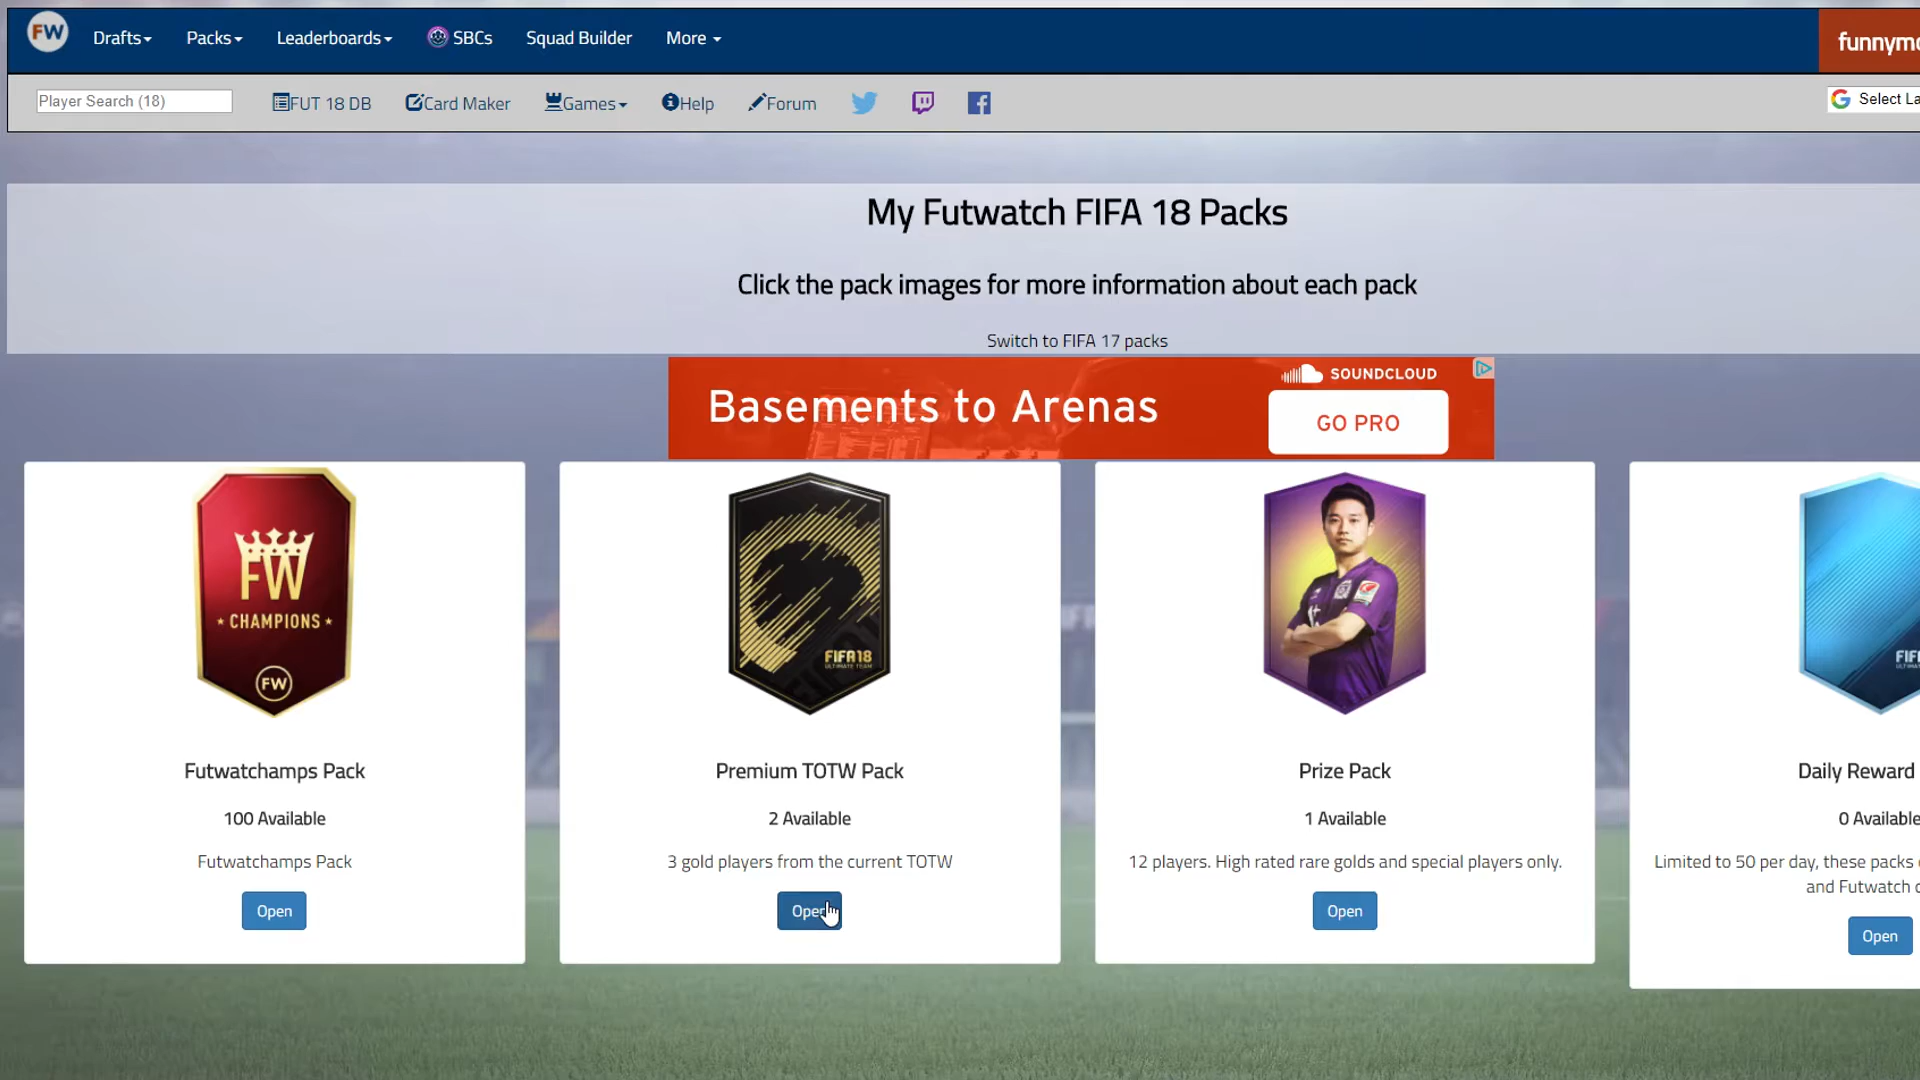 FW
Drafts
Packs
Leaderboards
SBCs
Squad Builder
More
funnym
Player Search (18)
FUT 18 DB
Card Maker
Games
Help
Forum
G Select La
My Futwatch FIFA 18 Packs
Click the pack images for more information about each pack
Switch to FIFA 17 packs
Basements to Arenas
SOUNDCLOUD
GO PRO
FW
CHAMPIONS
FW
FIFA 18
ULTIMATE TEAM
Futwatchamps Pack
100 Available
Futwatchamps Pack
Open
Premium TOTW Pack
2 Available
3 gold players from the current TOTW
Open
Prize Pack
1 Available
12 players. High rated rare golds and special players only.
Open
Daily Reward
0 Available
Limited to 50 per day, these packs
and Futwatch
Open